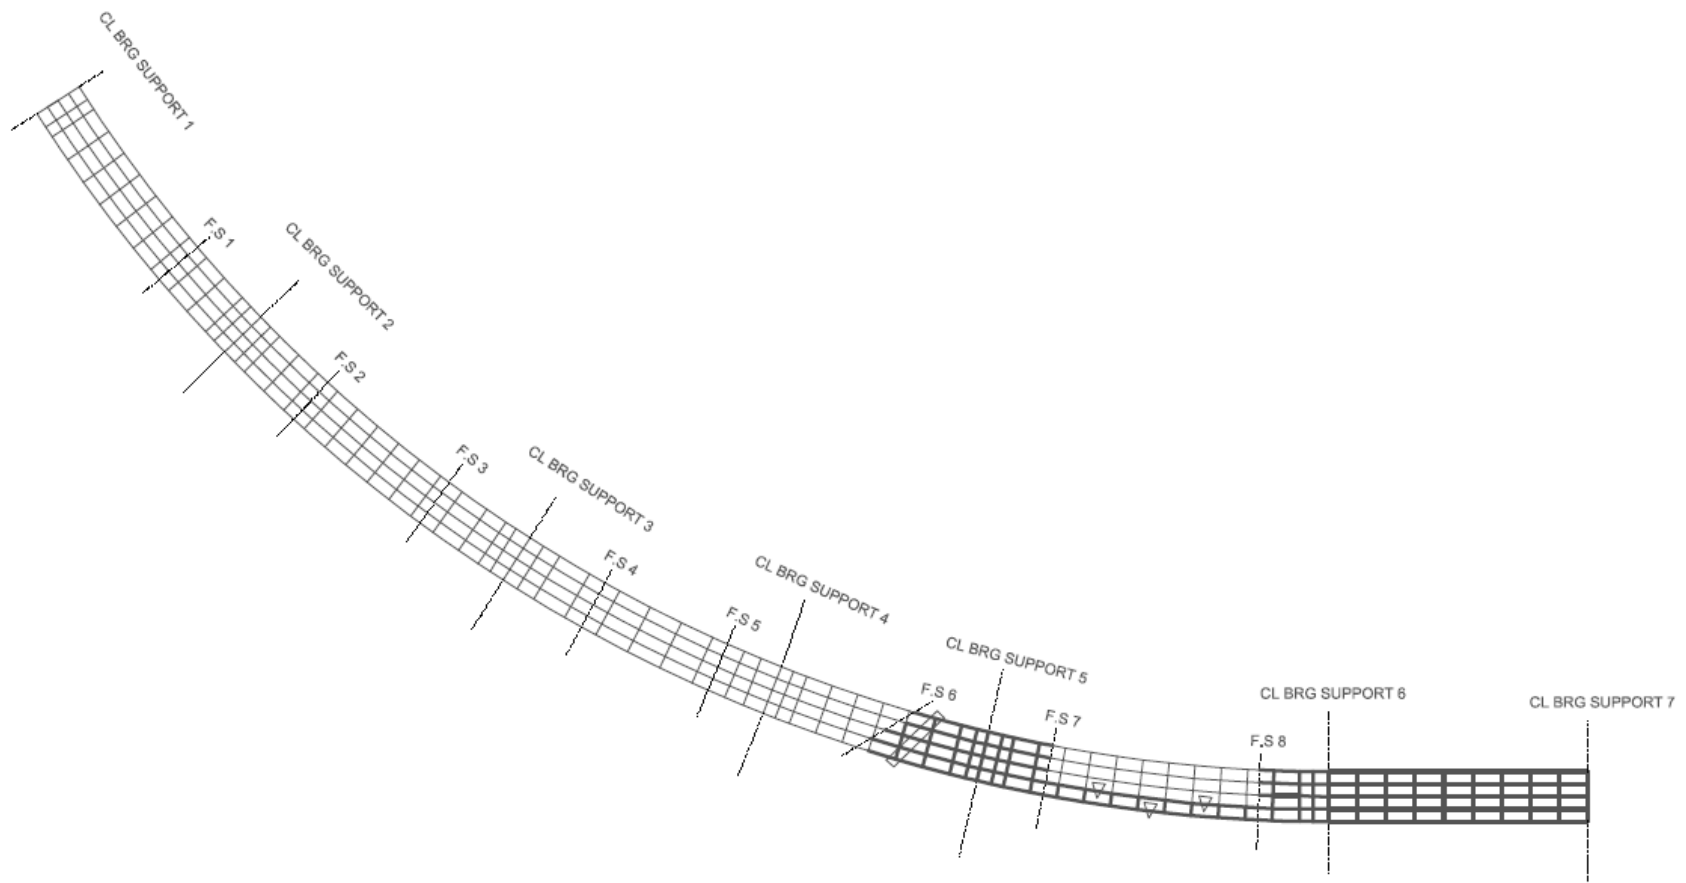 CL BRG SUPPORT 1
F.S 1
CL BRG SUPPORT 2
F.S 2
F.S 3
CL BRG SUPPORT 3
F.S 4
CL BRG SUPPORT 4
F.S 5
CL BRG SUPPORT 5
F.S 6
F.S 7
CL BRG SUPPORT 6
F.S 8
CL BRG SUPPORT 7